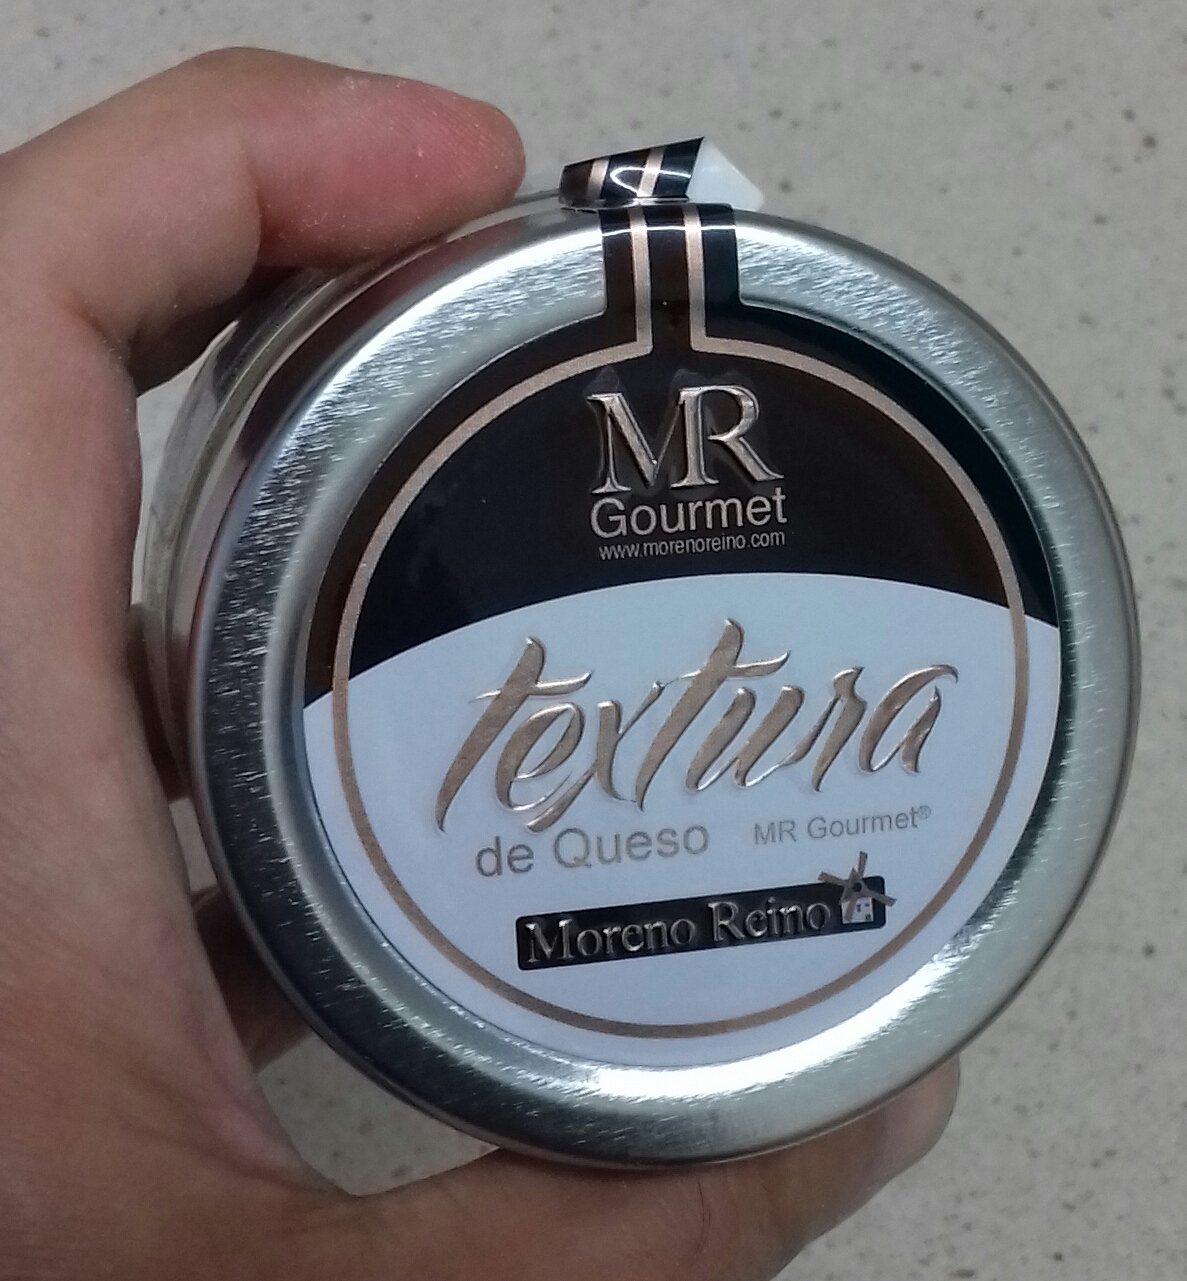 MR
Gourmet
www.morenoreino.com
textura
de Queso MR Gourmet®
Moreno Reino